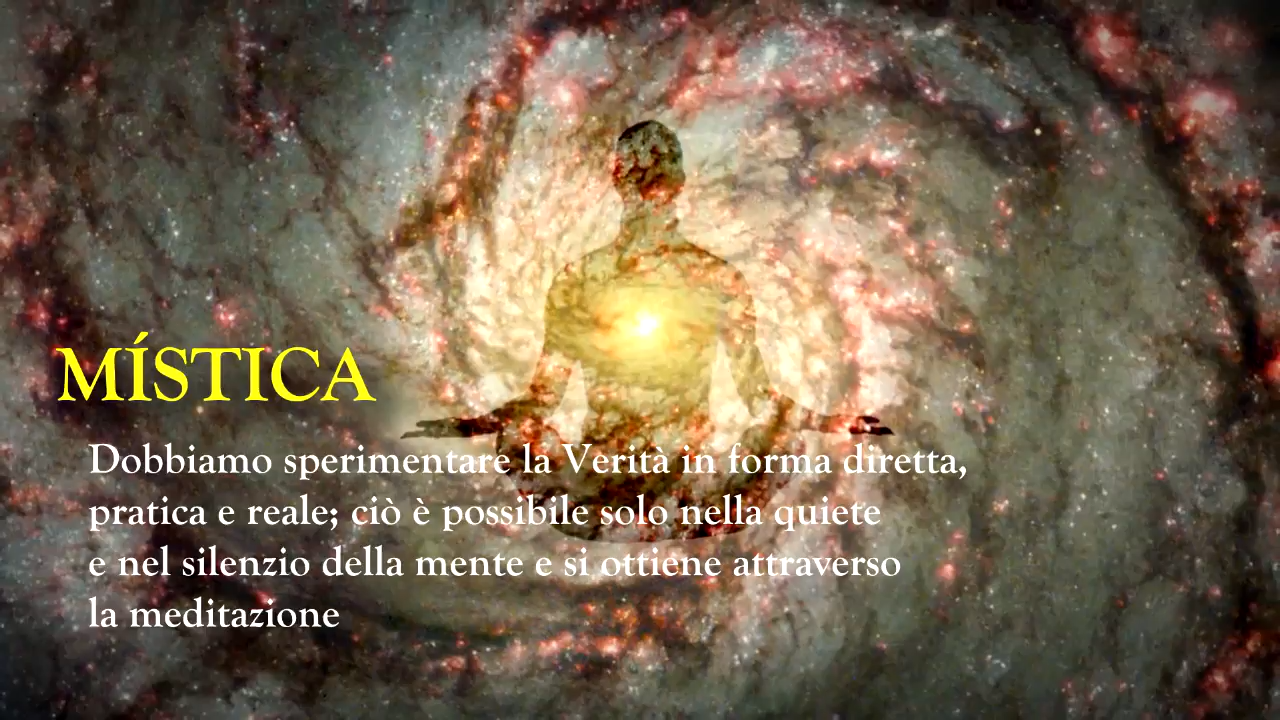 MÍSTICA
Dobbiamo sperimentare la Verità in forma diretta,
pratica e reale; ciò è possibile solo nella quiete
e nel silenzio della mente e si ottiene attraverso
la meditazione